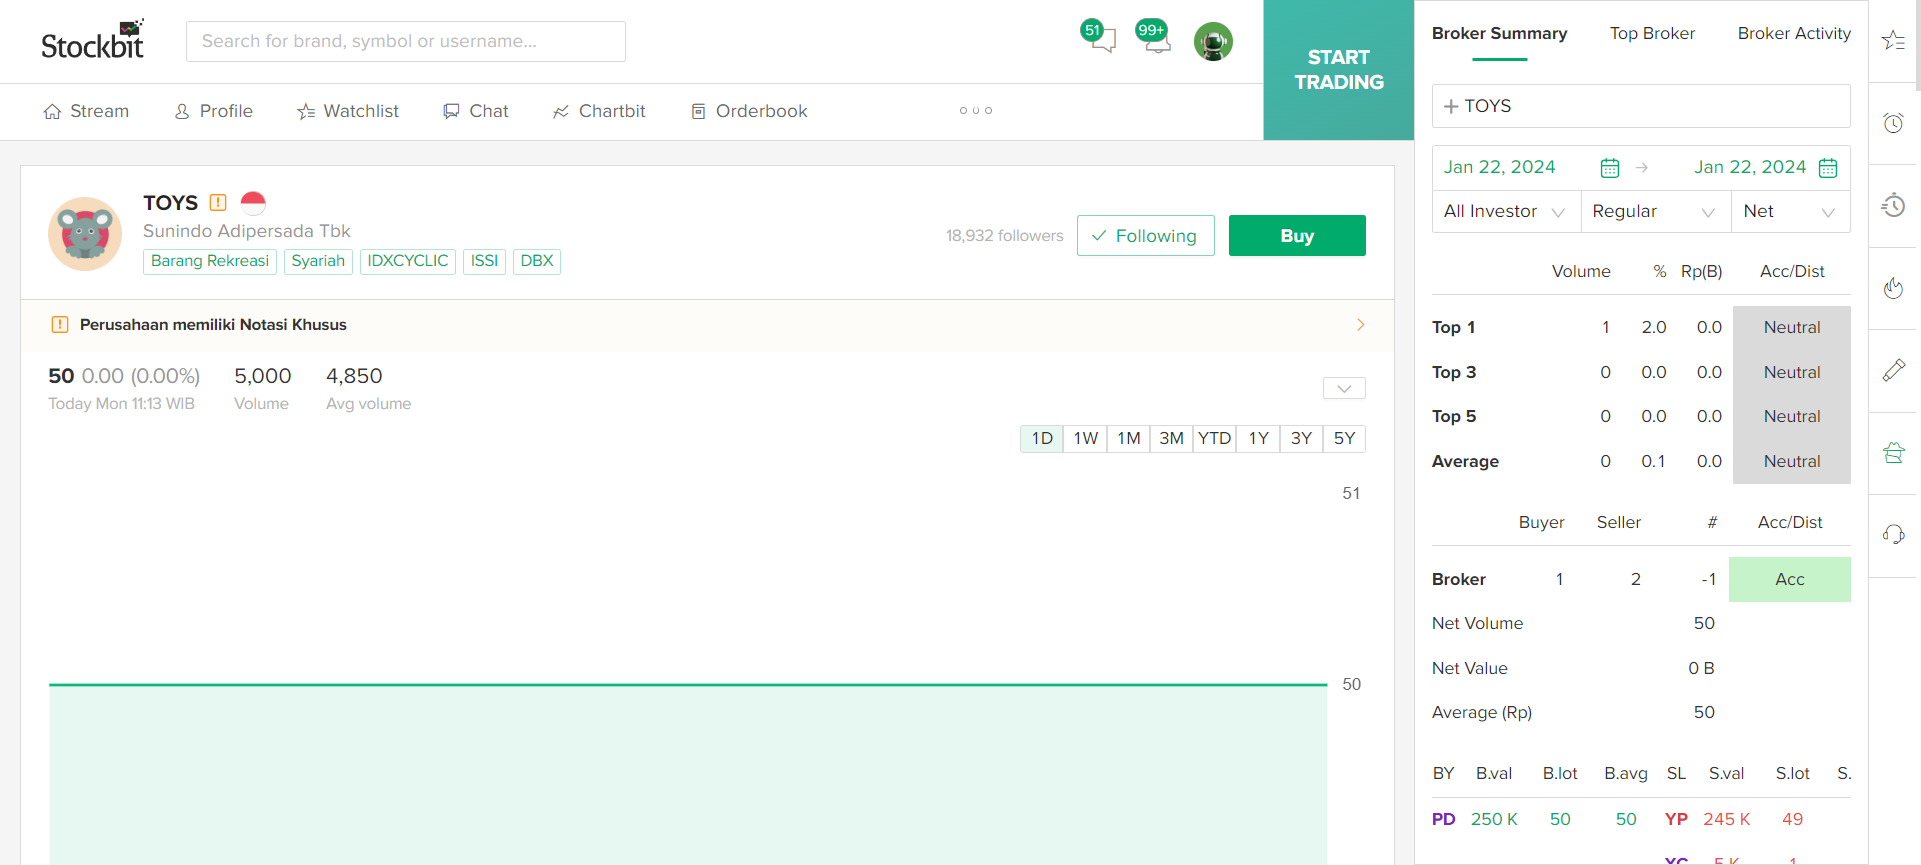 Stockbit
Search for brand, symbol or username...
51
99+
START
TRADING
Stream
Profile
Watchlist
Chat
Chartbit
Orderbook
TOYS
Sunindo Adipersada Tbk
Barang Rekreasi
Syariah
IDXCYCLIC
ISSI
DBX
18,932 followers
Following
Buy
Perusahaan memiliki Notasi Khusus
50 0.00 (0.00%)
Today Mon 11:13 WIB
5,000
Volume
4,850
Avg volume
1D 1W 1M 3M YTD 1Y 3Y 5Y
51
50
Broker Summary Top Broker Broker Activity
TOYS
Jan 22, 2024 Jan 22, 2024
All Investor Regular Net
Volume % Rp(B) Acc/Dist
Top 1 1 2.0 0.0 Neutral
Top 3 0 0.0 0.0 Neutral
Top 5 0 0.0 0.0 Neutral
Average 0 0.1 0.0 Neutral
Buyer Seller # Acc/Dist
Broker 1 2 -1 Acc
Net Volume 50
Net Value 0 B
Average (Rp) 50
BY B.val B.lot B.avg SL S.val S.lot S.
PD 250 K 50 50 YP 245 K 49
5 K 1